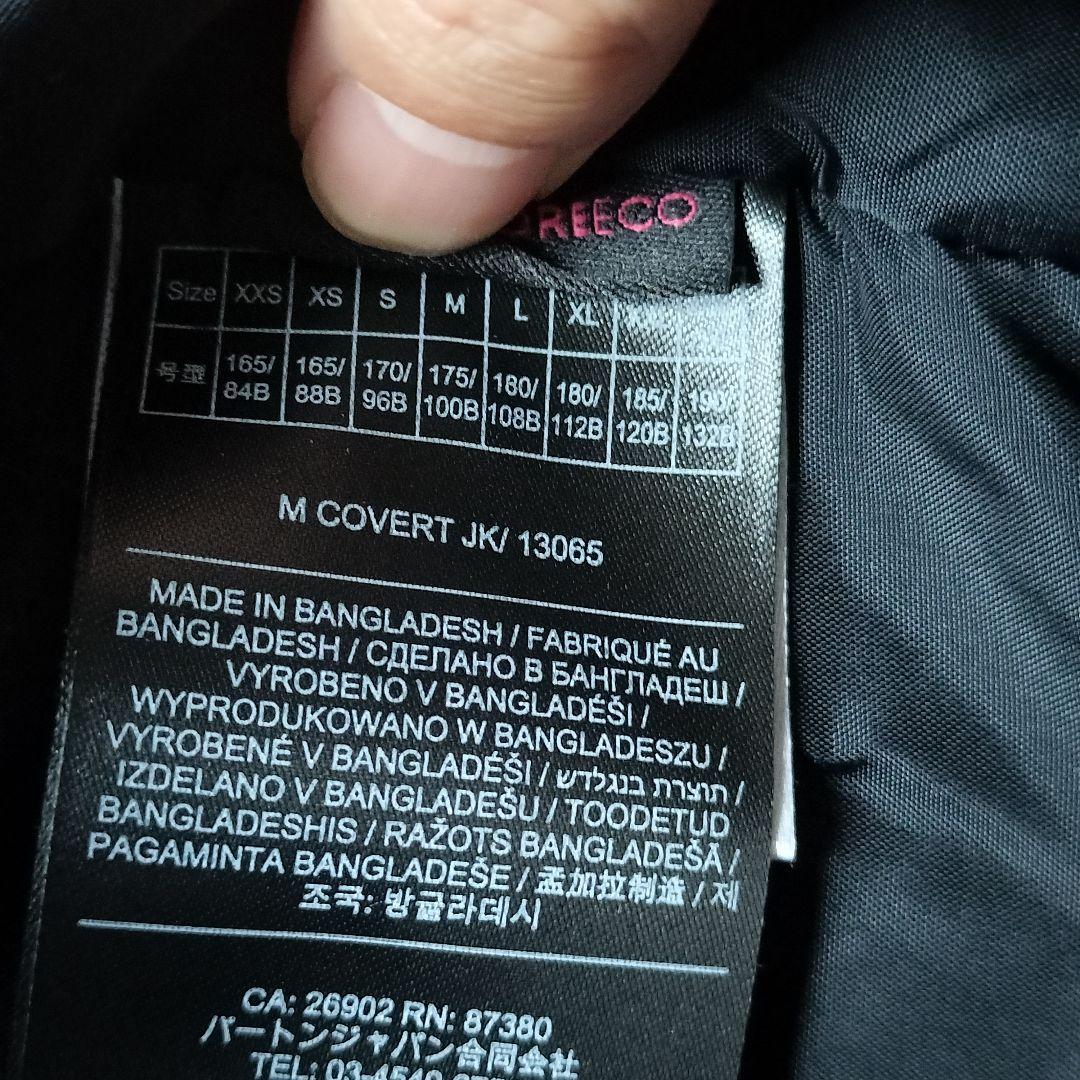 Size XXS XS S M L XL
号型 165/84B 165/88B 170/96B 175/100B 180/108B 180/112B 185/120B 190/132B
M COVERT JK/ 13065
MADE IN BANGLADESH / FABRIQUÉ AU
BANGLADESH / СДЕЛАНО В БАНГЛАДЕШ /
VYROBENO V BANGLADÉŠI /
WYPRODUKOWANO W BANGLADESZU /
VYROBENÉ V BANGLADÉŠI / תוצרת בנגלדש /
IZDELANO V BANGLADEŠU / TOODETUD
BANGLADESHIS / RAŽOTS BANGLADEŠĀ /
PAGAMINTA BANGLADEŠE / 孟加拉制造 / 제
조국: 방글라데시
CA: 26902 RN: 87380
バートンジャパン合同会社
TEL: 03-4540